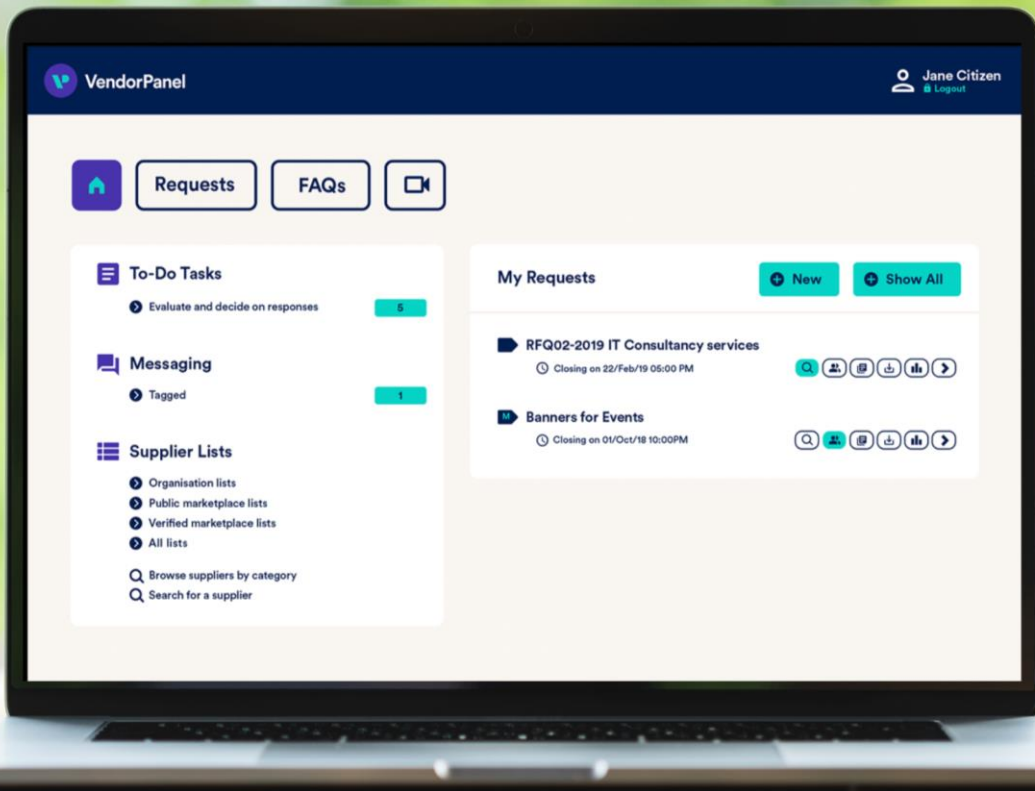 VendorPanel
Jane Citizen
Logout
Requests
FAQs
To-Do Tasks
Evaluate and decide on responses 5
Messaging
Tagged 1
Supplier Lists
Organisation lists
Public marketplace lists
Verified marketplace lists
All lists
Browse suppliers by category
Search for a supplier
My Requests
New
Show All
RFQ02-2019 IT Consultancy services
Closing on 22/Feb/19 05:00 PM
M Banners for Events
Closing on 01/Oct/18 10:00PM